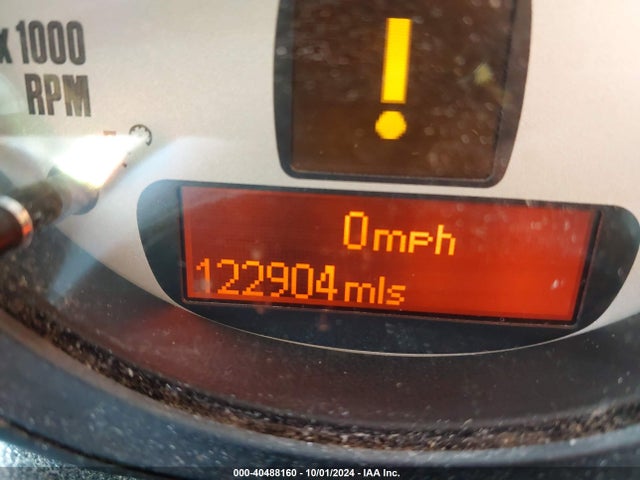 x 1000
RPM
!
0mph
122904mls
000-40488160 • 10/01/2024 - IAA Inc.